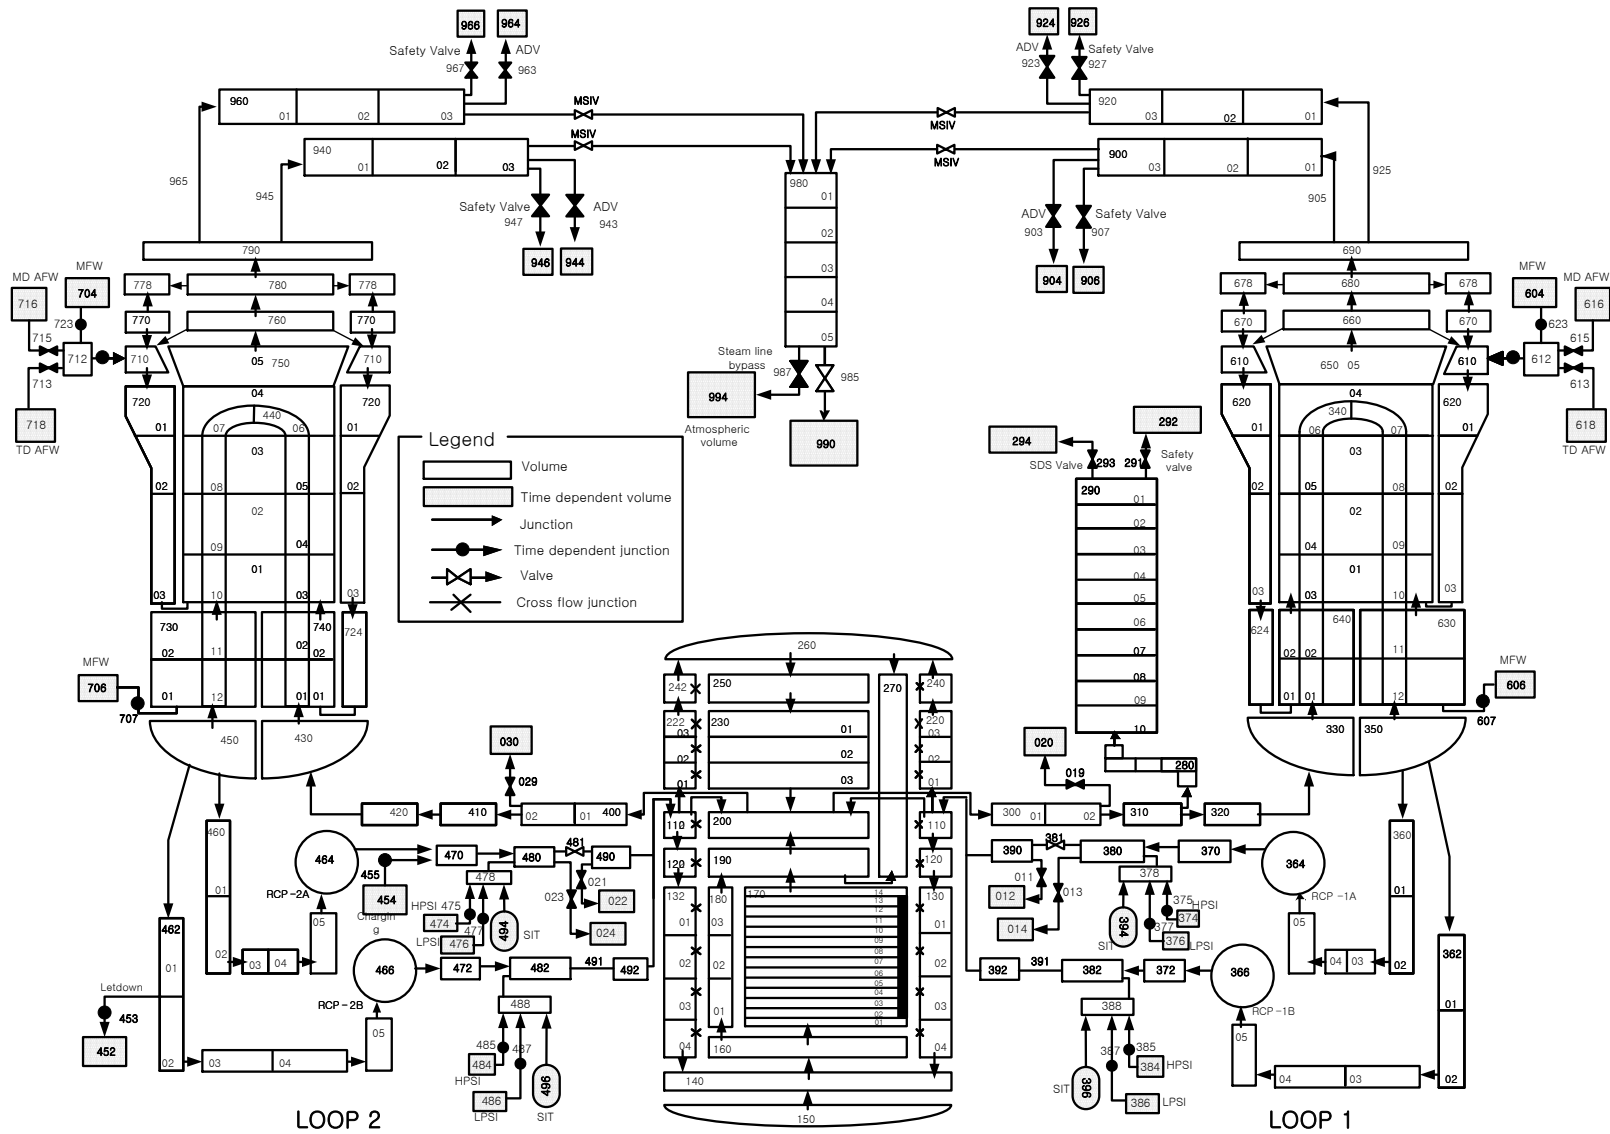 966 964 924 926
Safety Valve ADV ADV Safety Valve
967 963 923 927
960 01 02 03 MSIV MSIV 920 03 02 01
940 01 02 03 MSIV MSIV 900 03 02 01
965 945 905 925
Safety Valve ADV ADV Safety Valve
947 943 903 907
946 944 904 906
980 01
02
03
04
05
Steam line
bypass
987 985
994
Atmospheric
volume
990
790
MD AFW MFW
716 704
778 780 778
723
770 760 770
715
712
710 05 750 710
713
718
TD AFW
720 04 720
440
01 07 06 01
03
02 08 05 02
02
09 04
01
03 10 03 03
730 740 724
02 11 02 02
MFW
706
707
01 12 01 01
450 430
690
MFW MD AFW
604 616
678 680 678
623
670 660 670
615
612
610 650 05 610
613
618
TD AFW
620 04 620
340
01 06 07 01
03
02 05 08 02
02
04 09
01
03 03 10 03
624 640 630
02 02 11
MFW
606
607
01 01 12
330 350
Legend
Volume
Time dependent volume
Junction
Time dependent junction
Valve
Cross flow junction
294 292
SDS Valve 293 291 Safety
valve
290
01
02
03
04
05
06
07
08
09
10
280
260
242 250 270 240
222 230 220
03 01 03
02 02 02
01 03 01
110 200 110
120 190 120
132 180 170 130
14
13
12
11
10
09
08
07
06
05
04
03
02
01
01 03 01
02 02 02
03 01 03
04 160 04
140
150
030
029
420 410 02 01 400
464 470 480 481 490
455
454
Chargin
g
RCP-2A
478
021
023
022
024
HPSI 475
474
477
LPSI 476
494
SIT
460
01
02 03 04 05
466 472 482 491 492
RCP-2B
488
485 487
484
HPSI
486
LPSI
496
SIT
462
01
Letdown
453
452
02 03 04 05
LOOP 2
020
019
300 01 02 310 320
390 381 380 370 364
011 013
012
014
378
375
HPSI
374
377
376 LPSI
394
SIT
RCP-1A
360
01
05 04 03 02
392 391 382 372 366
RCP-1B
388
387 385
384 HPSI
386 LPSI
396
SIT
362
01
05 04 03 02
LOOP 1